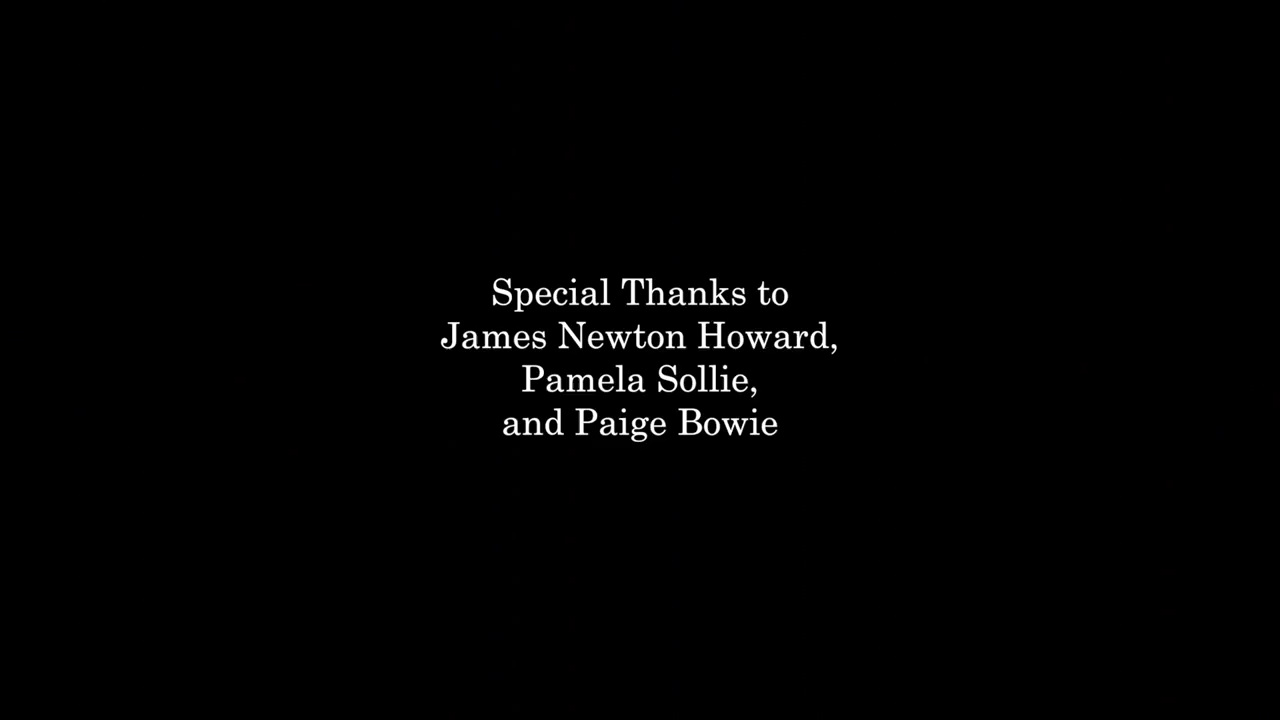 Special Thanks to
James Newton Howard,
Pamela Sollie,
and Paige Bowie